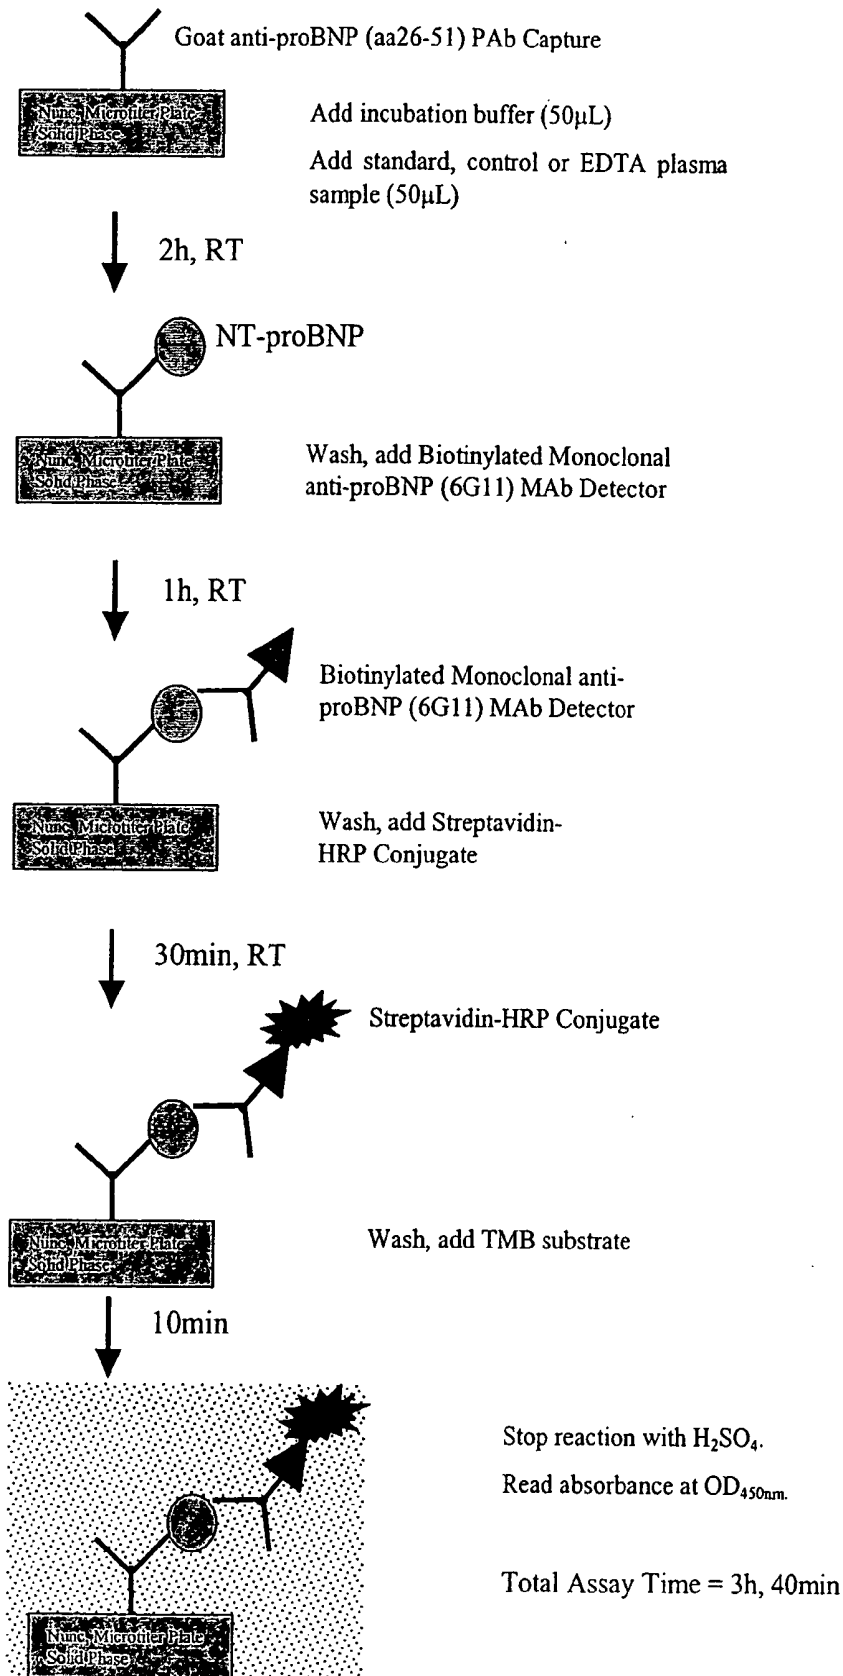 Goat anti-proBNP (aa26-51) PAb Capture
Nunc Microtiter Plate
Solid Phase
Add incubation buffer (50µL)
Add standard, control or EDTA plasma
sample (50µL)
2h, RT
NT-proBNP
Nunc Microtiter Plate
Solid Phase
Wash, add Biotinylated Monoclonal
anti-proBNP (6G11) MAb Detector
1h, RT
Biotinylated Monoclonal anti-
proBNP (6G11) MAb Detector
Nunc Microtiter Plate
Solid Phase
Wash, add Streptavidin-
HRP Conjugate
30min, RT
Streptavidin-HRP Conjugate
Nunc Microtiter Plate
Solid Phase
Wash, add TMB substrate
10min
Stop reaction with H₂SO₄.
Read absorbance at OD₄₅₀nm.
Total Assay Time = 3h, 40min
Nunc Microtiter Plate
Solid Phase